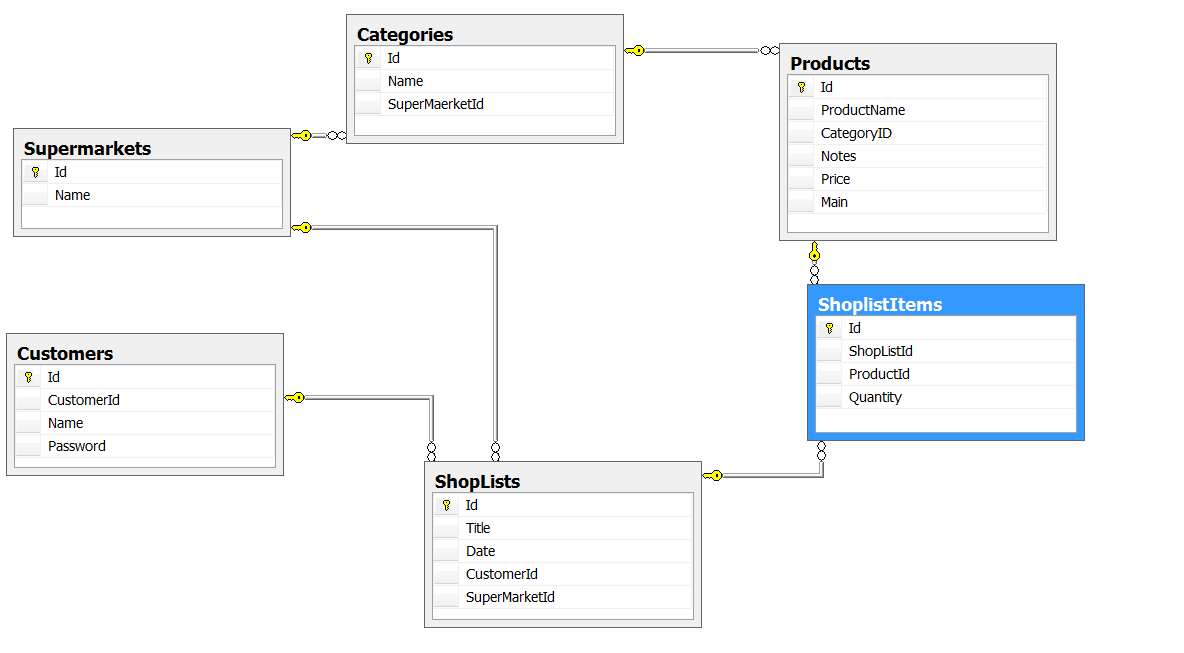 Categories
Id
Name
SuperMaerketId
Products
Id
ProductName
CategoryID
Notes
Price
Main
Supermarkets
Id
Name
ShoplistItems
Id
ShopListId
ProductId
Quantity
Customers
Id
CustomerId
Name
Password
ShopLists
Id
Title
Date
CustomerId
SuperMarketId